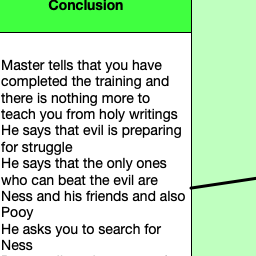 Conclusion
Master tells that you have
completed the training and
there is nothing more to
teach you from holy writings
He says that evil is preparing
for struggle
He says that the only ones
who can beat the evil are
Ness and his friends and also
Pooy
He asks you to search for
Ness